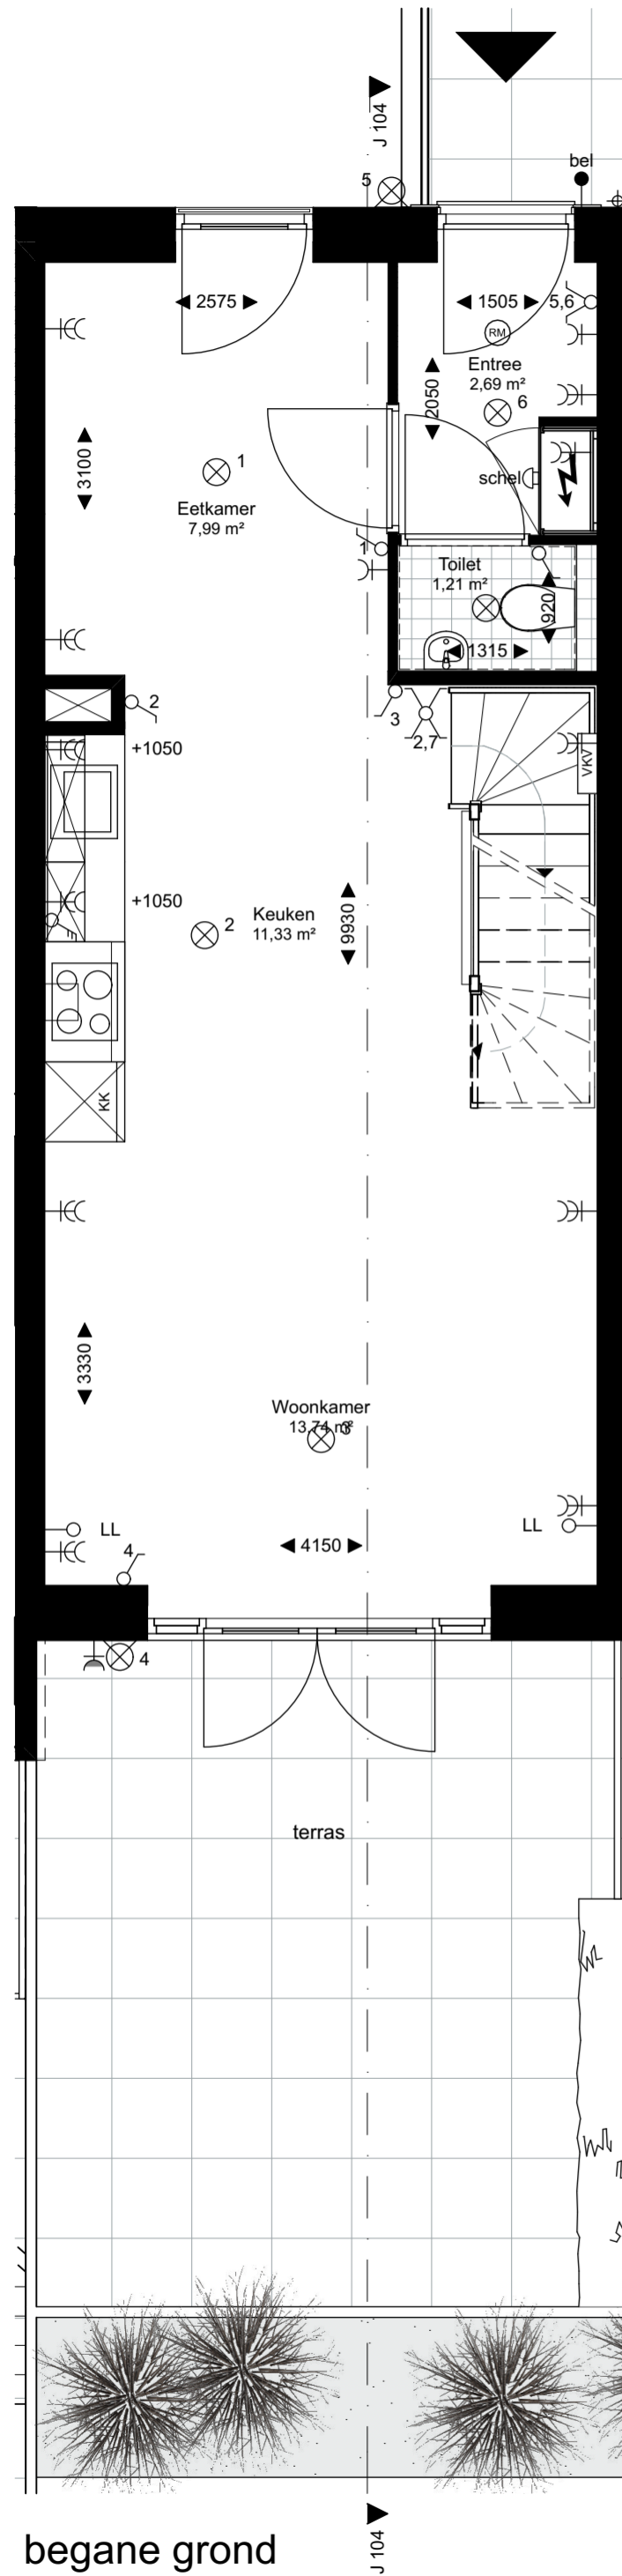 J 104
5
bel
2575
1505
5,6
RM
Entree
2,69 m²
2050
6
3100
1
Eetkamer
7,99 m²
schel
1
Toilet
1,21 m²
920
1315
2
3
2,7
+1050
VKV
+1050
Keuken
11,33 m²
2
9930
KK
3330
Woonkamer
13,74 m²
3
LL
LL
4150
4
4
terras
J 104
begane grond